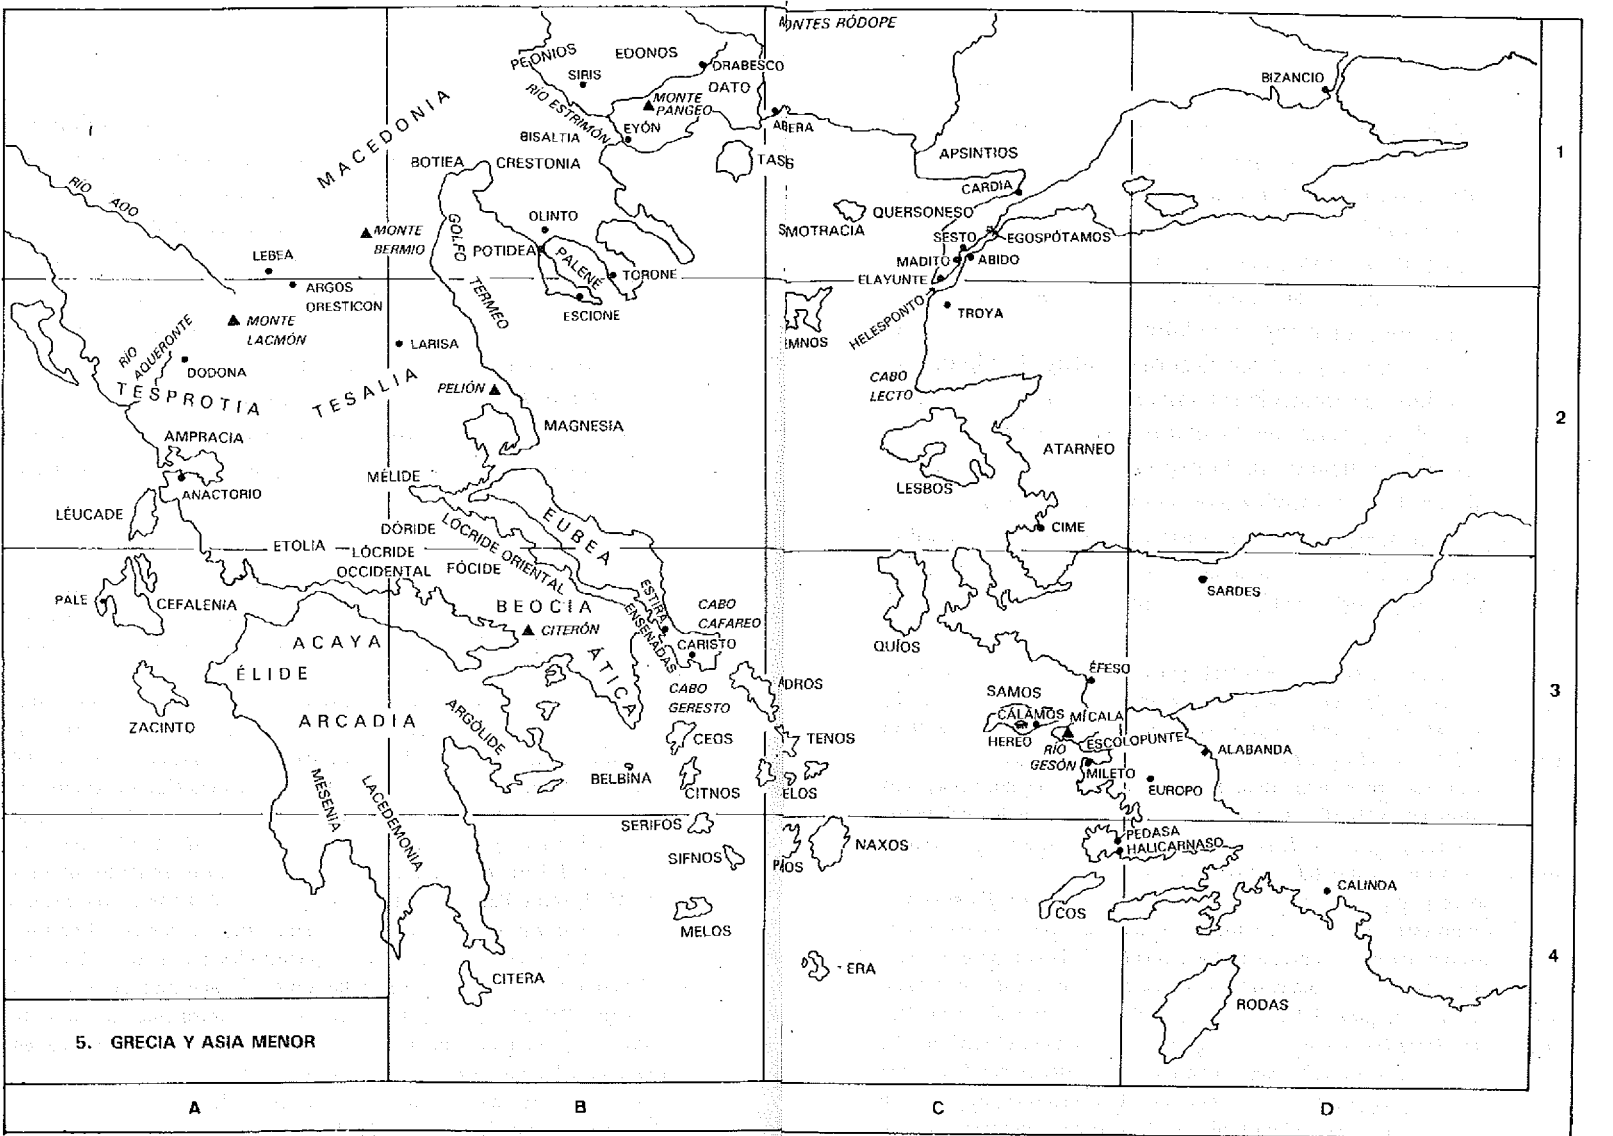 MONTES RÓDOPE
PEONIOS
EDONOS
DRABESCO
SIRIS
DATO
BIZANCIO
RÍO ESTRIMÓN
MONTE
PANGEO
MACEDONIA
BISALTIA
EYÓN
ABERA
1
BOTIEA
CRESTONIA
TASS
APSINTIOS
RÍO
AOO
CARDIA
QUERSONESO
OLINTO
SMOTRACIA
MONTE
BERMIO
GOLFO
TERMEO
POTIDEA
PALENE
SESTO
EGOSPÓTAMOS
LEBEA
MADITO
ABIDO
TORONE
ELAYUNTE
ARGOS
ORESTICON
ESCIONE
HELESPONTO
TROYA
MONTE
LACMÓN
MNOS
RÍO
AQUERONTE
LARISA
DODONA
CABO
LECTO
TESPROTIA
TESALIA
PELIÓN
2
MAGNESIA
AMPRACIA
ATARNEO
MÉLIDE
LESBOS
ANACTORIO
LÉUCADE
EUBEA
CIME
DÓRIDE
LÓCRIDE ORIENTAL
ETOLIA
LÓCRIDE
OCCIDENTAL
FÓCIDE
SARDES
PALE
CEFALENIA
BEOCIA
ESTIRA
CABO
CAFAREO
ENSENADAS
CITERÓN
ACAYA
CARISTO
QUÍOS
ÁTICA
ÉLIDE
ÉFESO
CABO
GERESTO
ADROS
SAMOS
3
ZACINTO
ARCADIA
ARGÓLIDE
CÁLAMOS
MÍCALA
CEOS
TENOS
HEREO
RÍO
GESÓN
ESCOLOPUNTE
ALABANDA
BELBINA
MILETO
MESENIA
LACEDEMONIA
CITNOS
ELOS
EUROPO
SERIFOS
PEDASA
HALICARNASO
SIFNOS
NAXOS
CALINDA
COS
MELOS
4
ERA
CITERA
RODAS
5. GRECIA Y ASIA MENOR
A
B
C
D